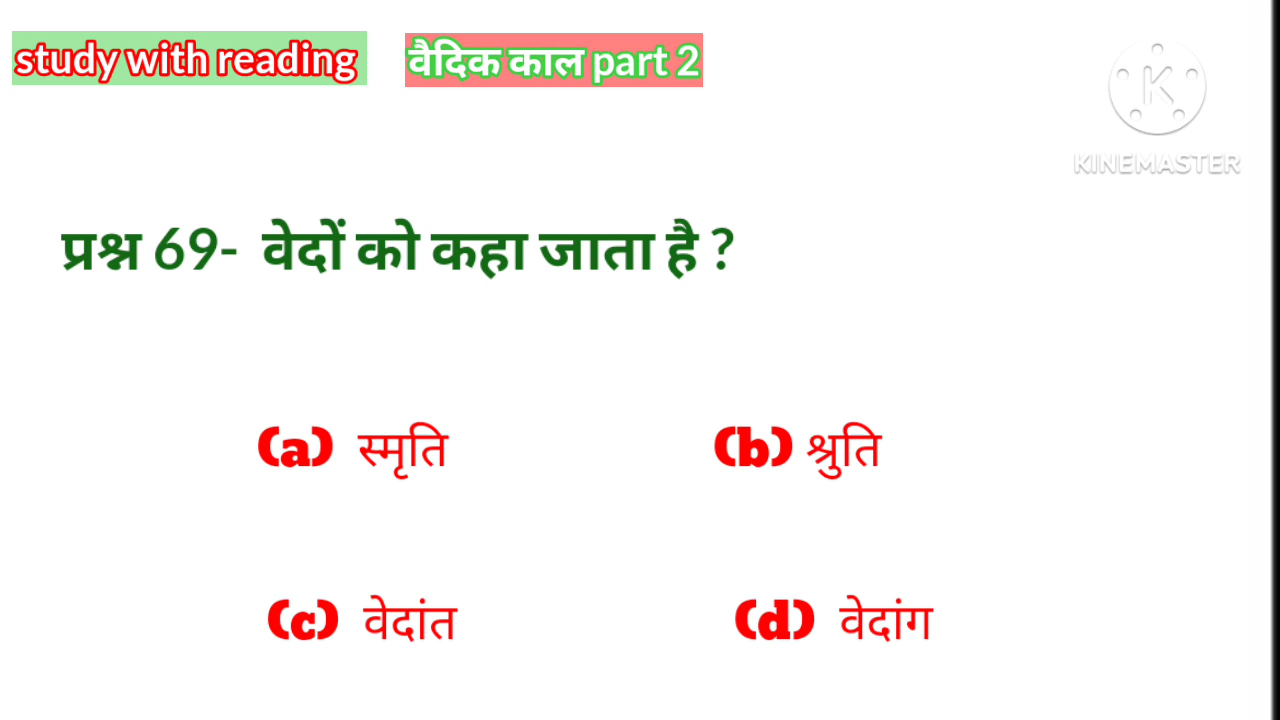 study with reading वैदिक काल part 2
KINEMASTER
प्रश्न 69- वेदों को कहा जाता है ?
(a) स्मृति (b) श्रुति
(c) वेदांत (d) वेदांग